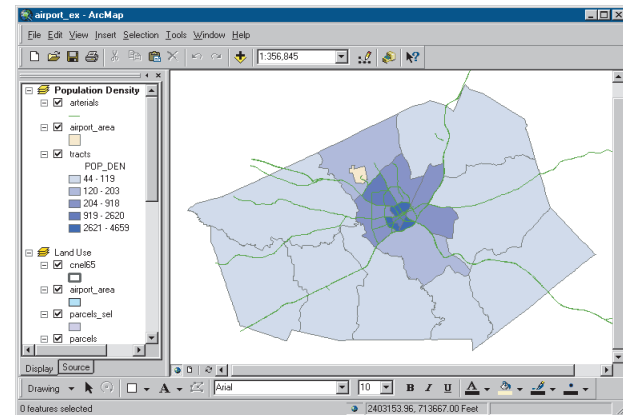 airport_ex - ArcMap
File Edit View Insert Selection Tools Window Help
1:356,845
Population Density
arterials
airport_area
tracts
POP_DEN
44 - 119
120 - 203
204 - 918
919 - 2620
2621 - 4659
Land Use
cnel65
airport_area
parcels_sel
parcels
Display Source
Drawing A Arial 10 B I U A
0 features selected 2403153.96, 713667.00 Feet